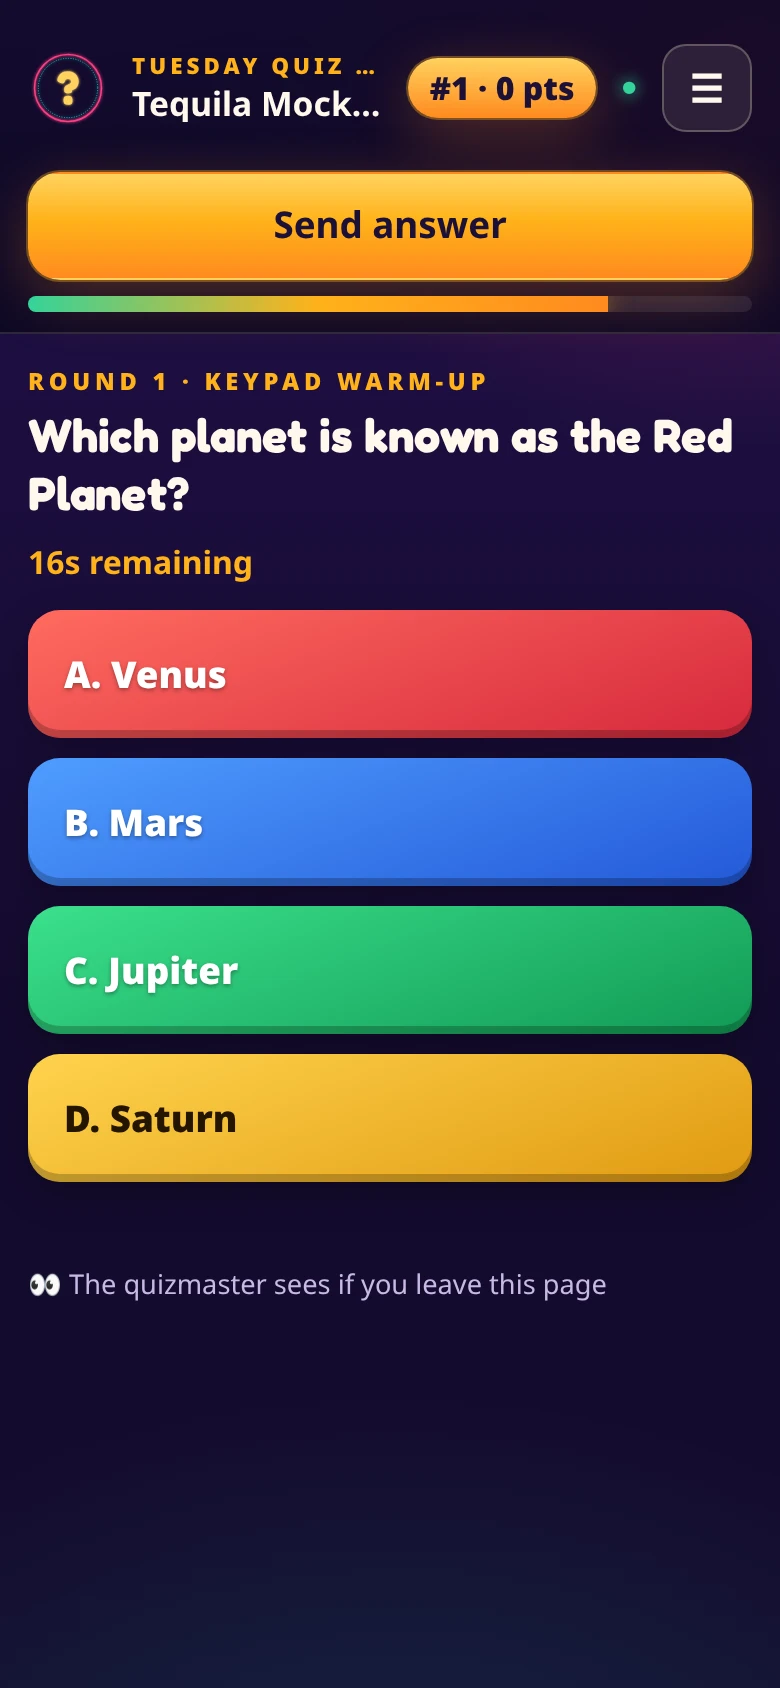 ?
TUESDAY QUIZ …
Tequila Mock…
#1 · 0 pts
Send answer
ROUND 1 · KEYPAD WARM-UP
Which planet is known as the Red
Planet?
16s remaining
A. Venus
B. Mars
C. Jupiter
D. Saturn
👀 The quizmaster sees if you leave this page